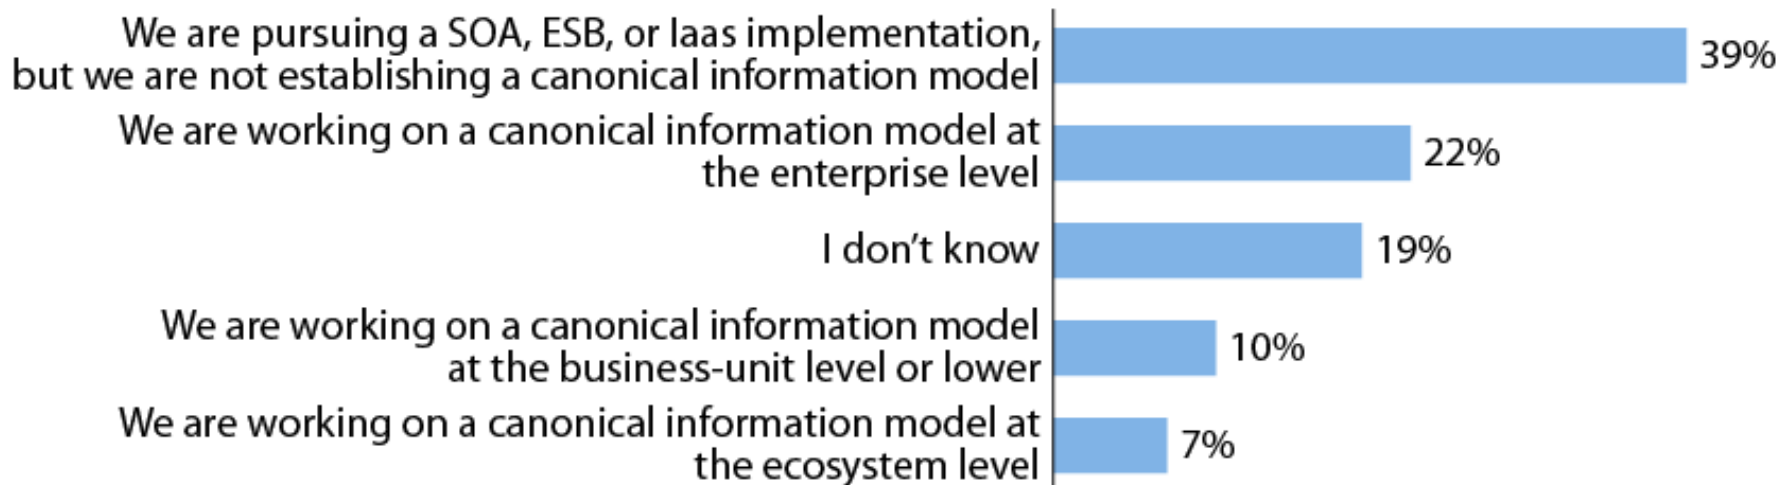 We are pursuing a SOA, ESB, or Iaas implementation,
but we are not establishing a canonical information model
39%
We are working on a canonical information model at
the enterprise level
22%
I don’t know
19%
We are working on a canonical information model
at the business-unit level or lower
10%
We are working on a canonical information model at
the ecosystem level
7%